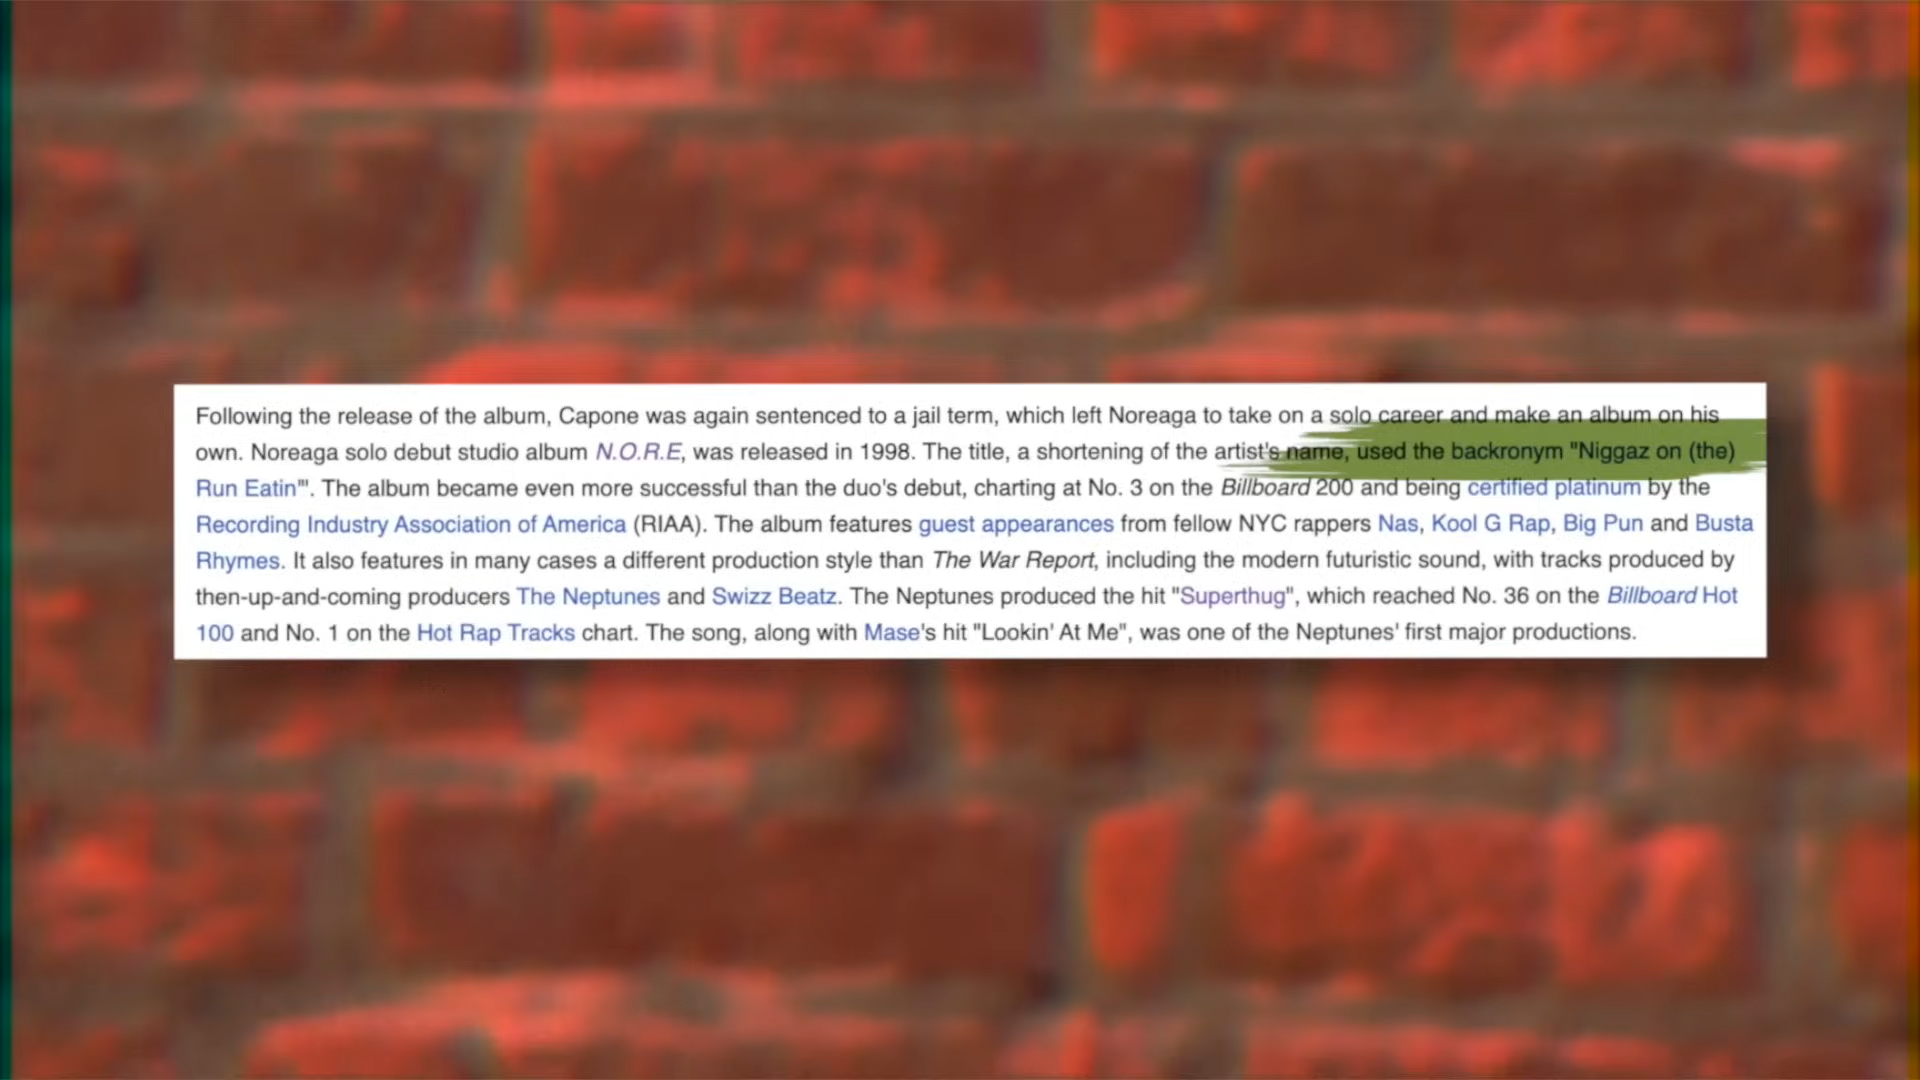 Following the release of the album, Capone was again sentenced to a jail term, which left Noreaga to take on a solo career and make an album on his
own. Noreaga solo debut studio album N.O.R.E, was released in 1998. The title, a shortening of the artist's name, used the backronym "Niggaz on (the)
Run Eatin'". The album became even more successful than the duo's debut, charting at No. 3 on the Billboard 200 and being certified platinum by the
Recording Industry Association of America (RIAA). The album features guest appearances from fellow NYC rappers Nas, Kool G Rap, Big Pun and Busta
Rhymes. It also features in many cases a different production style than The War Report, including the modern futuristic sound, with tracks produced by
then-up-and-coming producers The Neptunes and Swizz Beatz. The Neptunes produced the hit "Superthug", which reached No. 36 on the Billboard Hot
100 and No. 1 on the Hot Rap Tracks chart. The song, along with Mase's hit "Lookin' At Me", was one of the Neptunes' first major productions.